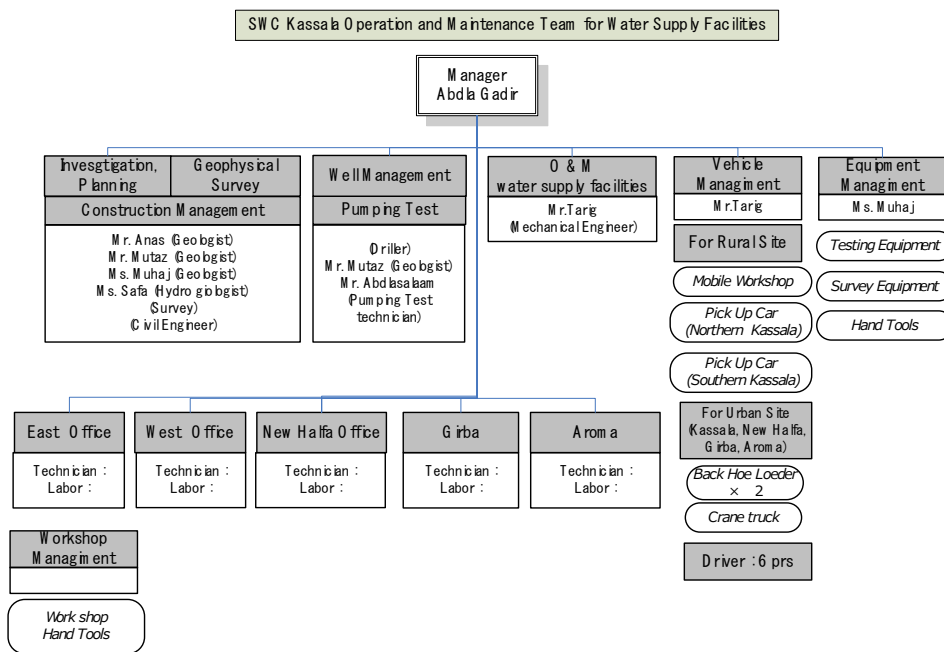 SWC Kassala Operation and Maintenance Team for Water Supply Facilities
Manager
Abdla Gadir
Invesgtigation,
Planning
Geophysical
Survey
Construction Management
Mr. Anas (Geologist)
Mr. Mutaz (Geologist)
Ms. Muhaj (Geologist)
Ms. Safa (Hydro giologist)
(Survey)
(Civil Engineer)
Well Management
Pumping Test
(Driller)
Mr. Mutaz (Geologist)
Mr. Abdlasalaam
(Pumping Test
technician)
O & M
water supply facilities
Mr.Tarig
(Mechanical Engineer)
Vehicle
Managiment
Mr.Tarig
For Rural Site
Mobile Workshop
Pick Up Car
(Northern Kassala)
Pick Up Car
(Southern Kassala)
For Urban Site
(Kassala, New Halfa,
Girba, Aroma)
Back Hoe Loeder
× 2
Crane truck
Driver : 6 prs
Equipment
Managiment
Ms. Muhaj
Testing Equipment
Survey Equipment
Hand Tools
East Office
Technician :
Labor :
West Office
Technician :
Labor :
New Halfa Office
Technician :
Labor :
Girba
Technician :
Labor :
Aroma
Technician :
Labor :
Workshop
Managiment
Work shop
Hand Tools